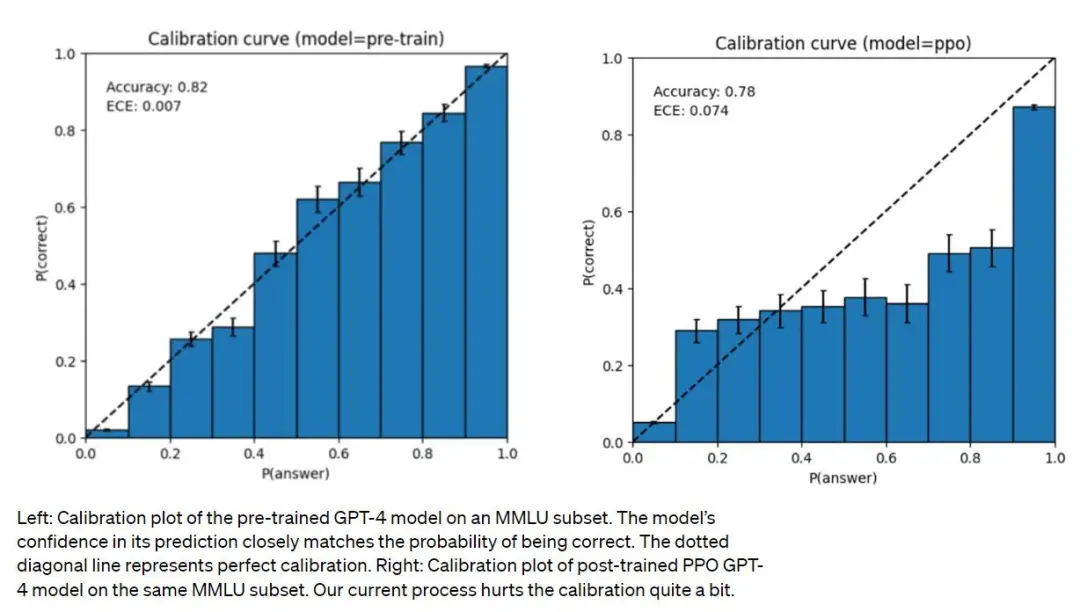 Calibration curve (model=pre-train)
Accuracy: 0.82
ECE: 0.007
P(correct)
1.0
0.8
0.6
0.4
0.2
0.0
0.0 0.2 0.4 0.6 0.8 1.0
P(answer)
Calibration curve (model=ppo)
Accuracy: 0.78
ECE: 0.074
P(correct)
1.0
0.8
0.6
0.4
0.2
0.0
0.0 0.2 0.4 0.6 0.8 1.0
P(answer)
Left: Calibration plot of the pre-trained GPT-4 model on an MMLU subset. The model’s
confidence in its prediction closely matches the probability of being correct. The dotted
diagonal line represents perfect calibration. Right: Calibration plot of post-trained PPO GPT-
4 model on the same MMLU subset. Our current process hurts the calibration quite a bit.